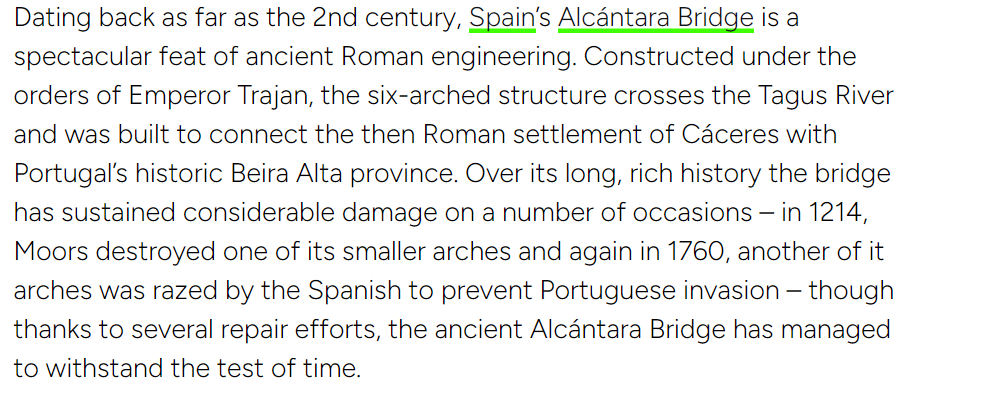 Dating back as far as the 2nd century, Spain’s Alcántara Bridge is a
spectacular feat of ancient Roman engineering. Constructed under the
orders of Emperor Trajan, the six-arched structure crosses the Tagus River
and was built to connect the then Roman settlement of Cáceres with
Portugal’s historic Beira Alta province. Over its long, rich history the bridge
has sustained considerable damage on a number of occasions – in 1214,
Moors destroyed one of its smaller arches and again in 1760, another of it
arches was razed by the Spanish to prevent Portuguese invasion – though
thanks to several repair efforts, the ancient Alcántara Bridge has managed
to withstand the test of time.